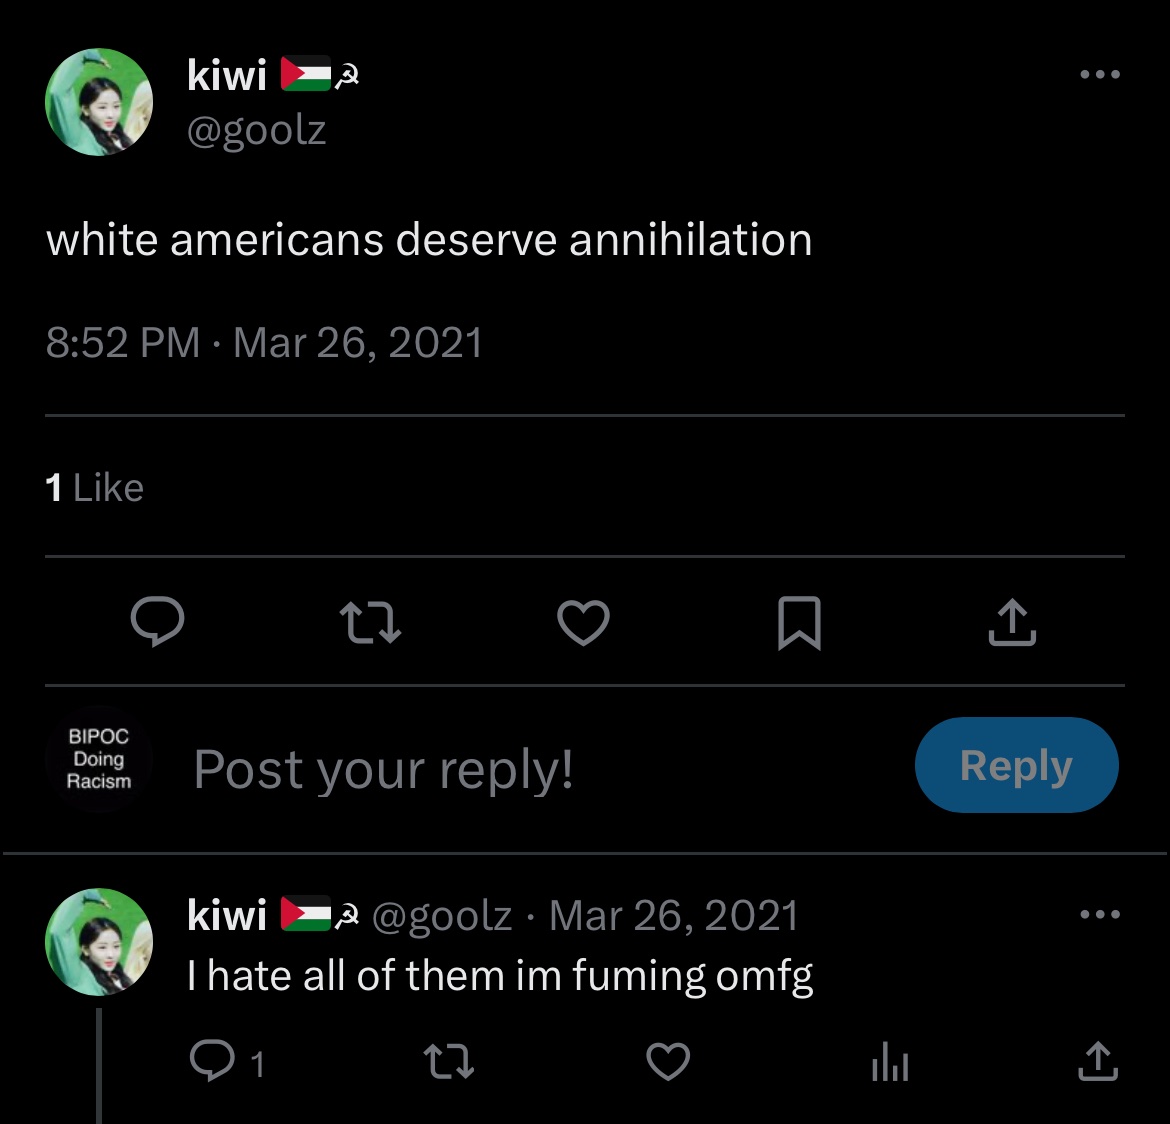 kiwi 🇵🇸☭
@goolz
white americans deserve annihilation
8:52 PM · Mar 26, 2021
1 Like
BIPOC
Doing
Racism
Post your reply!
Reply
kiwi 🇵🇸☭ @goolz · Mar 26, 2021
I hate all of them im fuming omfg
1